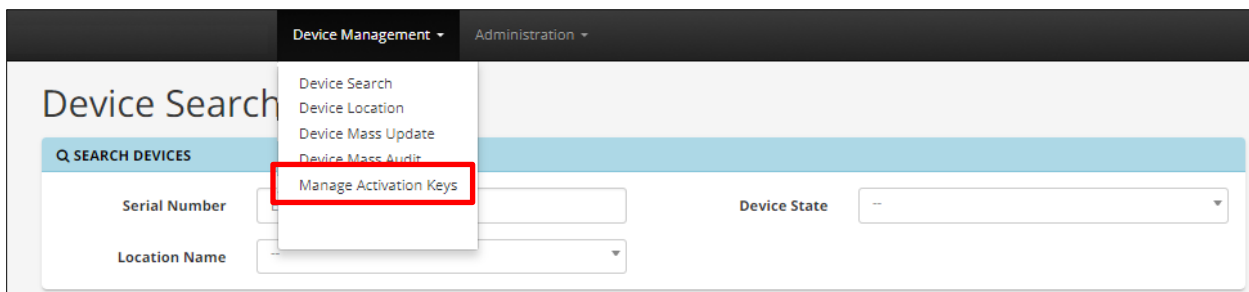 Device Management Administration
Device Search
Device Search
Device Location
Device Mass Update
SEARCH DEVICES
Device Mass Audit
Manage Activation Keys
Serial Number
Device State --
Location Name --